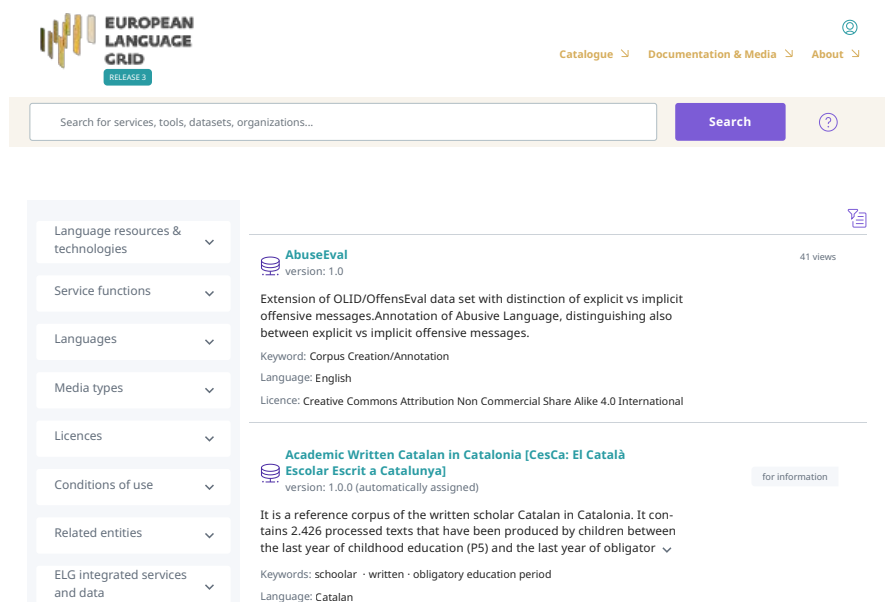 EUROPEAN
LANGUAGE
GRID
RELEASE 3
Catalogue
Documentation & Media
About
Search for services, tools, datasets, organizations...
Search
?
Language resources &
technologies
Service functions
Languages
Media types
Licences
Conditions of use
Related entities
ELG integrated services
and data
AbuseEval
41 views
version: 1.0
Extension of OLID/OffensEval data set with distinction of explicit vs implicit
offensive messages.Annotation of Abusive Language, distinguishing also
between explicit vs implicit offensive messages.
Keyword: Corpus Creation/Annotation
Language: English
Licence: Creative Commons Attribution Non Commercial Share Alike 4.0 International
Academic Written Catalan in Catalonia [CesCa: El Català
Escolar Escrit a Catalunya]
for information
version: 1.0.0 (automatically assigned)
It is a reference corpus of the written scholar Catalan in Catalonia. It con-
tains 2.426 processed texts that have been produced by children between
the last year of childhood education (P5) and the last year of obligator
Keywords: schoolar · written · obligatory education period
Language: Catalan